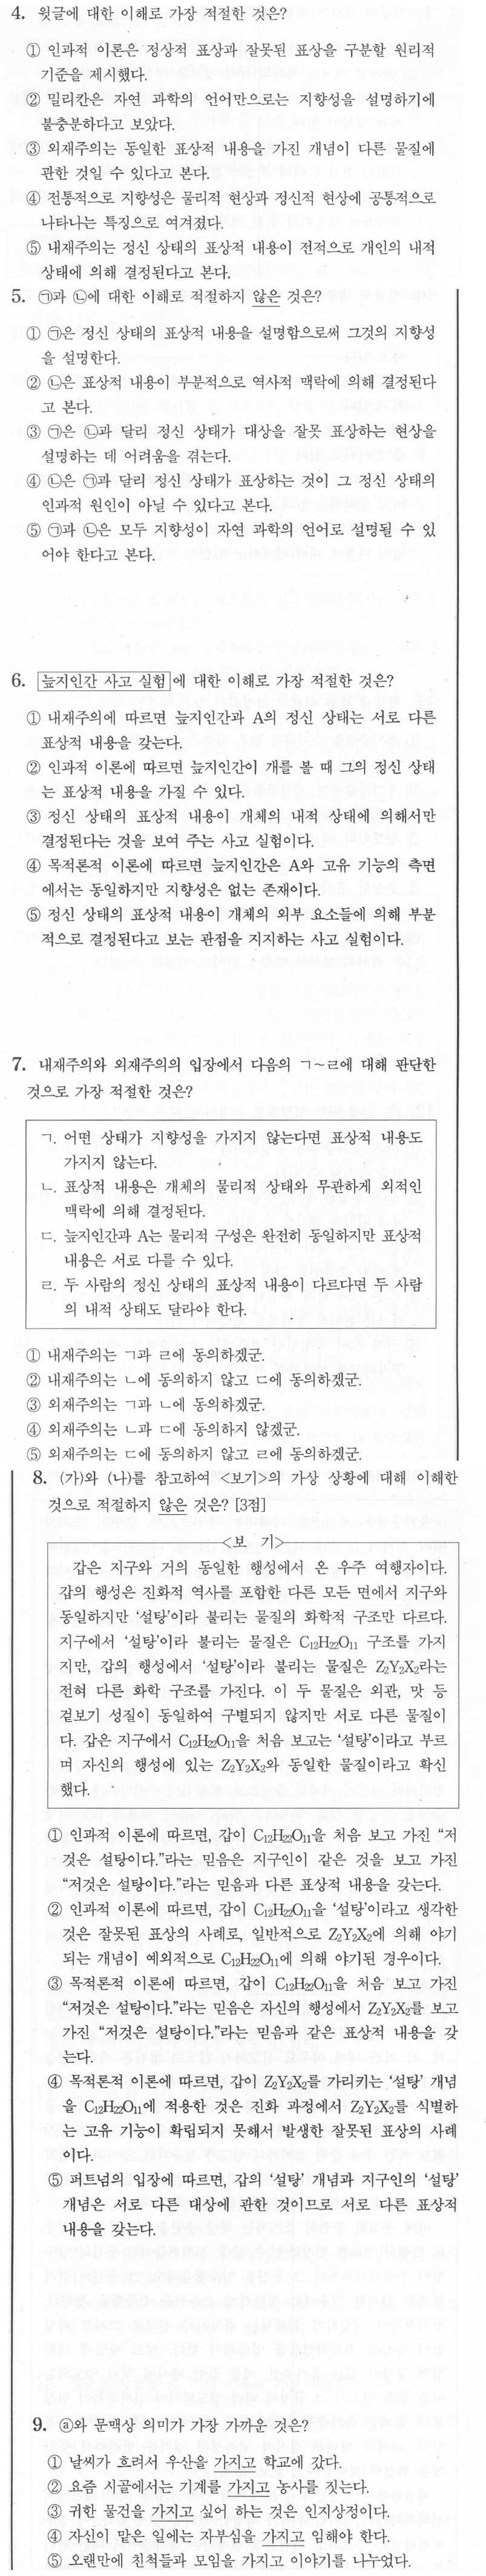 4. 윗글에 대한 이해로 가장 적절한 것은?
① 인과적 이론은 정상적 표상과 잘못된 표상을 구분할 원리적
기준을 제시했다.
② 밀리칸은 자연 과학의 언어만으로는 지향성을 설명하기에
불충분하다고 보았다.
③ 외재주의는 동일한 표상적 내용을 가진 개념이 다른 물질에
관한 것일 수 있다고 본다.
④ 전통적으로 지향성은 물리적 현상과 정신적 현상에 공통적으로
나타나는 특징으로 여겨졌다.
⑤ 내재주의는 정신 상태의 표상적 내용이 전적으로 개인의 내적
상태에 의해 결정된다고 본다.
5. ㉠과 ㉡에 대한 이해로 적절하지 않은 것은?
① ㉠은 정신 상태의 표상적 내용을 설명함으로써 그것의 지향성
을 설명한다.
② ㉡은 표상적 내용이 부분적으로 역사적 맥락에 의해 결정된다
고 본다.
③ ㉠은 ㉡과 달리 정신 상태가 대상을 잘못 표상하는 현상을
설명하는 데 어려움을 겪는다.
④ ㉡은 ㉠과 달리 정신 상태가 표상하는 것이 그 정신 상태의
인과적 원인이 아닐 수 있다고 본다.
⑤ ㉠과 ㉡은 모두 지향성이 자연 과학의 언어로 설명될 수 있
어야 한다고 본다.
6. 늪지인간 사고 실험에 대한 이해로 가장 적절한 것은?
① 내재주의에 따르면 늪지인간과 A의 정신 상태는 서로 다른
표상적 내용을 갖는다.
② 인과적 이론에 따르면 늪지인간이 개를 볼 때 그의 정신 상태
는 표상적 내용을 가질 수 있다.
③ 정신 상태의 표상적 내용이 개체의 내적 상태에 의해서만
결정된다는 것을 보여 주는 사고 실험이다.
④ 목적론적 이론에 따르면 늪지인간은 A와 고유 기능의 측면
에서는 동일하지만 지향성은 없는 존재이다.
⑤ 정신 상태의 표상적 내용이 개체의 외부 요소들에 의해 부분
적으로 결정된다고 보는 관점을 지지하는 사고 실험이다.
7. 내재주의와 외재주의의 입장에서 다음의 ㄱ~ㄹ에 대해 판단한
것으로 가장 적절한 것은?
ㄱ. 어떤 상태가 지향성을 가지지 않는다면 표상적 내용도
가지지 않는다.
ㄴ. 표상적 내용은 개체의 물리적 상태와 무관하게 외적인
맥락에 의해 결정된다.
ㄷ. 늪지인간과 A는 물리적 구성은 완전히 동일하지만 표상적
내용은 서로 다를 수 있다.
ㄹ. 두 사람의 정신 상태의 표상적 내용이 다르다면 두 사람
의 내적 상태도 달라야 한다.
① 내재주의는 ㄱ과 ㄹ에 동의하겠군.
② 내재주의는 ㄴ에 동의하지 않고 ㄷ에 동의하겠군.
③ 외재주의는 ㄱ과 ㄴ에 동의하겠군.
④ 외재주의는 ㄴ과 ㄷ에 동의하지 않겠군.
⑤ 외재주의는 ㄷ에 동의하지 않고 ㄹ에 동의하겠군.
8. (가)와 (나)를 참고하여 <보기>의 가상 상황에 대해 이해한
것으로 적절하지 않은 것은? [3점]
<보 기>
갑은 지구와 거의 동일한 행성에서 온 우주 여행자이다.
갑의 행성은 진화적 역사를 포함한 다른 모든 면에서 지구와
동일하지만 ‘설탕’이라 불리는 물질의 화학적 구조만 다르다.
지구에서 ‘설탕’이라 불리는 물질은 C₁₂H₂₂O₁₁ 구조를 가지
지만, 갑의 행성에서 ‘설탕’이라 불리는 물질은 Z₂Y₂X₂라는
전혀 다른 화학 구조를 가진다. 이 두 물질은 외관, 맛 등
겉보기 성질이 동일하여 구별되지 않지만 서로 다른 물질이
다. 갑은 지구에서 C₁₂H₂₂O₁₁을 처음 보고는 ‘설탕’이라고 부르
며 자신의 행성에 있는 Z₂Y₂X₂와 동일한 물질이라고 확신
했다.
① 인과적 이론에 따르면, 갑이 C₁₂H₂₂O₁₁을 처음 보고 가진 “저
것은 설탕이다.”라는 믿음은 지구인이 같은 것을 보고 가진
“저것은 설탕이다.”라는 믿음과 다른 표상적 내용을 갖는다.
② 인과적 이론에 따르면, 갑이 C₁₂H₂₂O₁₁을 ‘설탕’이라고 생각한
것은 잘못된 표상의 사례로, 일반적으로 Z₂Y₂X₂에 의해 야기
되는 개념이 예외적으로 C₁₂H₂₂O₁₁에 의해 야기된 경우이다.
③ 목적론적 이론에 따르면, 갑이 C₁₂H₂₂O₁₁을 처음 보고 가진
“저것은 설탕이다.”라는 믿음은 자신의 행성에서 Z₂Y₂X₂를 보고
가진 “저것은 설탕이다.”라는 믿음과 같은 표상적 내용을 갖
는다.
④ 목적론적 이론에 따르면, 갑이 Z₂Y₂X₂를 가리키는 ‘설탕’ 개념
을 C₁₂H₂₂O₁₁에 적용한 것은 진화 과정에서 Z₂Y₂X₂를 식별하
는 고유 기능이 확립되지 못해서 발생한 잘못된 표상의 사례
이다.
⑤ 퍼트넘의 입장에 따르면, 갑의 ‘설탕’ 개념과 지구인의 ‘설탕’
개념은 서로 다른 대상에 관한 것이므로 서로 다른 표상적
내용을 갖는다.
9. ⓐ와 문맥상 의미가 가장 가까운 것은?
① 날씨가 흐려서 우산을 가지고 학교에 갔다.
② 요즘 시골에서는 기계를 가지고 농사를 짓는다.
③ 귀한 물건을 가지고 싶어 하는 것은 인지상정이다.
④ 자신이 맡은 일에는 자부심을 가지고 임해야 한다.
⑤ 오랜만에 친척들과 모임을 가지고 이야기를 나누었다.